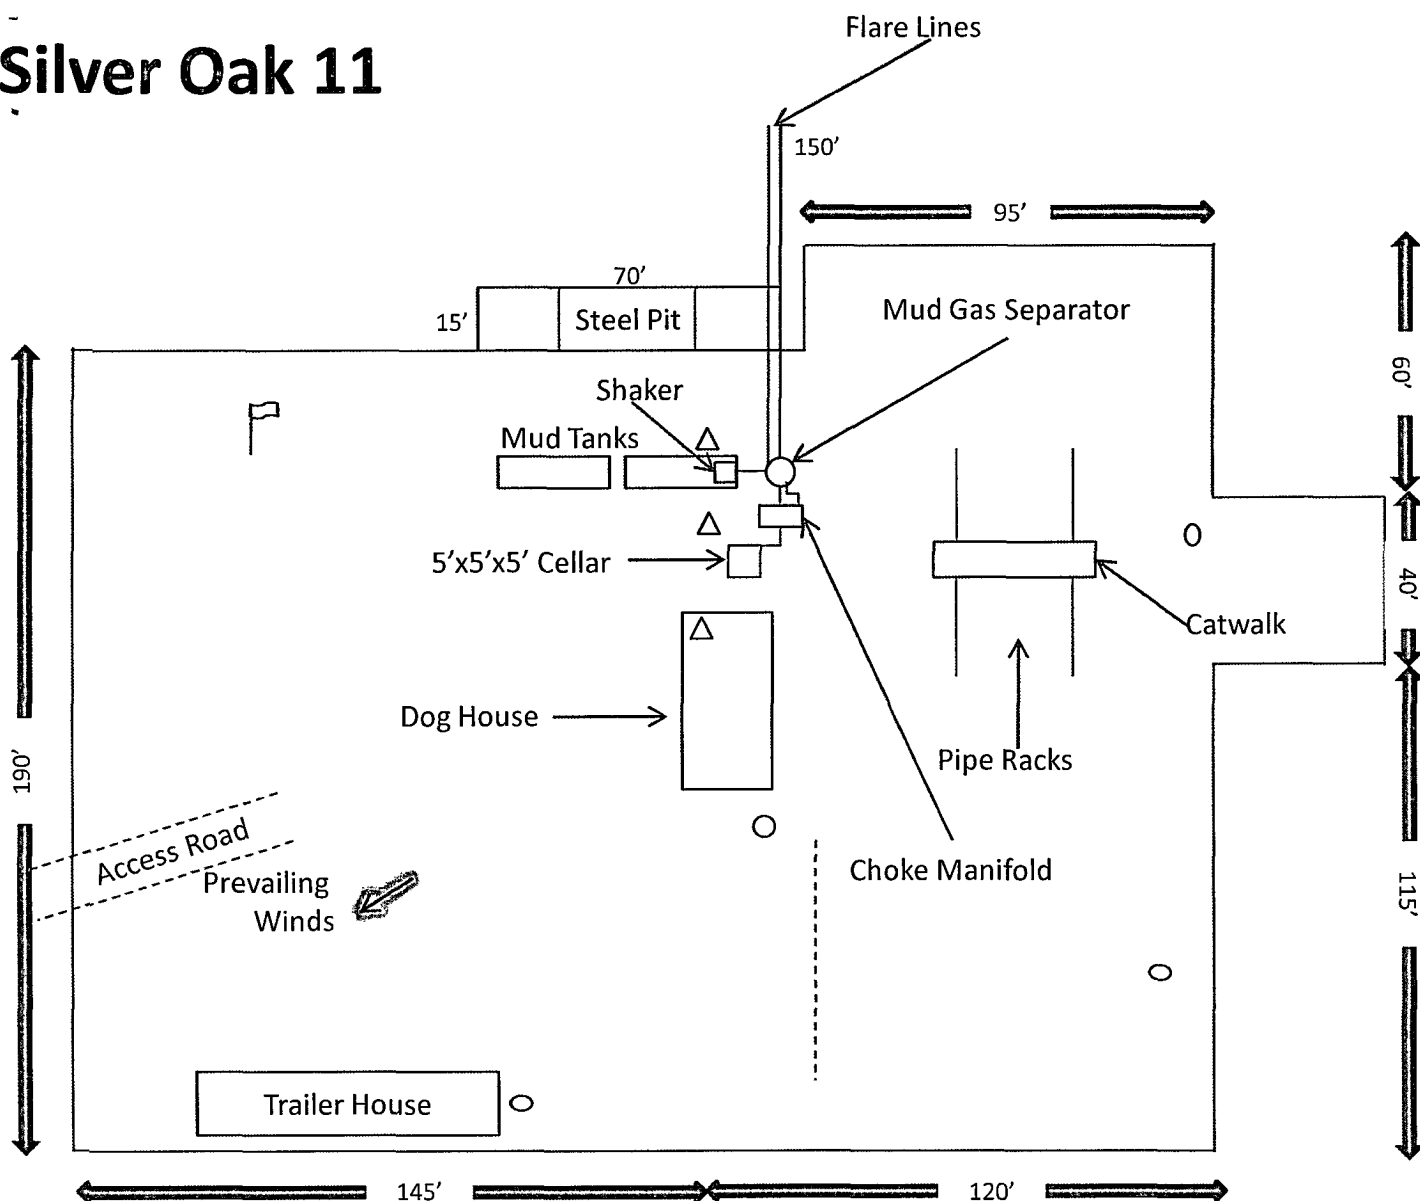 Flare Lines
Silver Oak 11
150’
95’
70’
15’
Steel Pit
Mud Gas Separator
60’
Shaker
Mud Tanks
5’x5’x5’ Cellar
40’
Catwalk
Dog House
Pipe Racks
190’
Access Road
Choke Manifold
Prevailing
Winds
115’
Trailer House
145’
120’